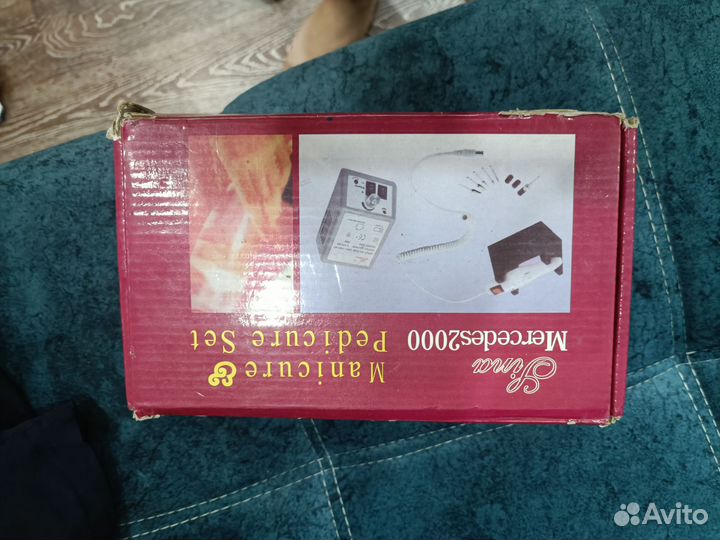 Lina
Mercedes2000
Manicure &
Pedicure Set
Avito